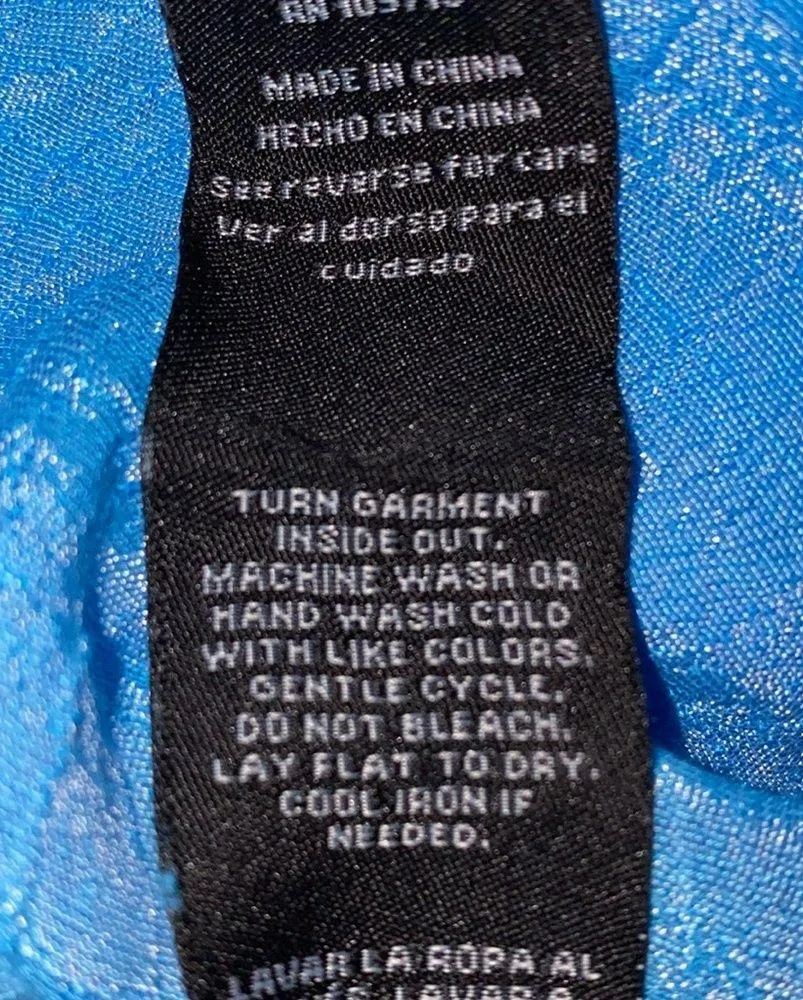 MADE IN CHINA
HECHO EN CHINA
See reverse for care
Ver al dorso para el
cuidado
TURN GARMENT
INSIDE OUT.
MACHINE WASH OR
HAND WASH COLD
WITH LIKE COLORS.
GENTLE CYCLE.
DO NOT BLEACH.
LAY FLAT TO DRY.
COOL IRON IF
NEEDED.
LAVAR LA ROPA AL